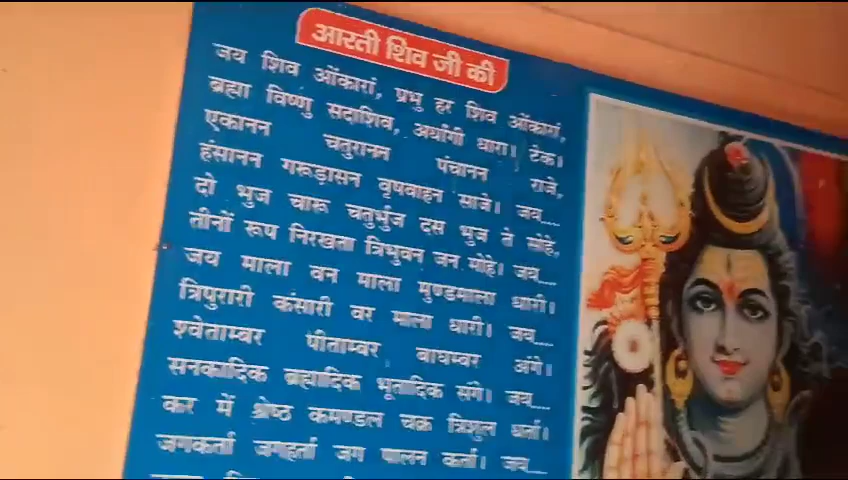 आरती शिव जी की
जय शिव ओंकारा, प्रभु हर शिव ओंकारा,
ब्रह्मा विष्णु सदाशिव, अर्धांगी धारा। टेक।
एकानन चतुरानन पंचानन राजे,
हंसानन गरूड़ासन वृषवाहन साजे। जय....
दो भुज चारू चतुर्भुज दस भुज ते सोहे,
तीनों रूप निरखता त्रिभुवन जन मोहे। जय....
जय माला वन माला मुण्डमाला धारी।
त्रिपुरारी कंसारी वर माला धारी। जय....
श्वेताम्बर पीताम्बर बाघम्बर अंगे।
सनकादिक ब्रह्मादिक भूतादिक संगे। जय....
कर में श्रेष्ठ कमण्डल चक्र त्रिशुल धर्ता।
जगकर्ता जगहर्ता जग पालन कर्ता। जय....